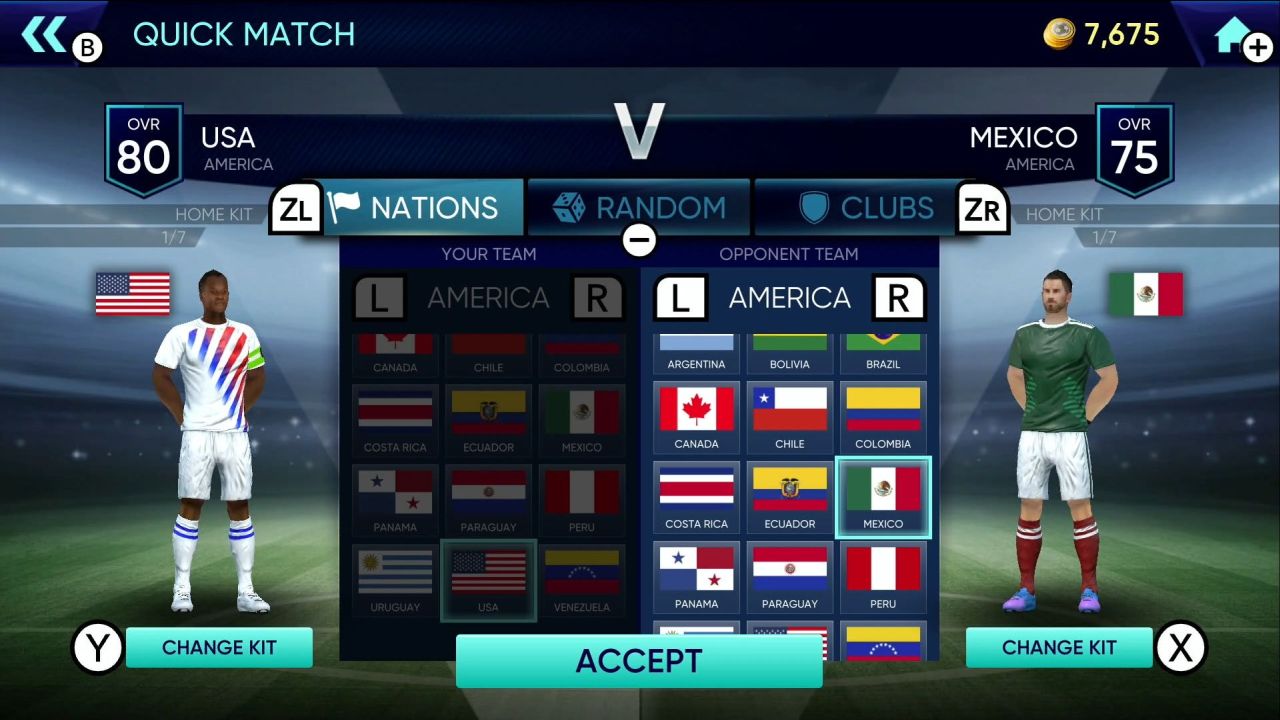 B
QUICK MATCH
7,675
+
OVR
80
USA
AMERICA
V
MEXICO
AMERICA
OVR
75
HOME KIT
1/7
ZL
NATIONS
RANDOM
CLUBS
ZR
HOME KIT
1/7
YOUR TEAM
OPPONENT TEAM
L
AMERICA
R
CANADA
CHILE
COLOMBIA
COSTA RICA
ECUADOR
MEXICO
PANAMA
PARAGUAY
PERU
URUGUAY
USA
VENEZUELA
L
AMERICA
R
ARGENTINA
BOLIVIA
BRAZIL
CANADA
CHILE
COLOMBIA
COSTA RICA
ECUADOR
MEXICO
PANAMA
PARAGUAY
PERU
Y
CHANGE KIT
ACCEPT
CHANGE KIT
X